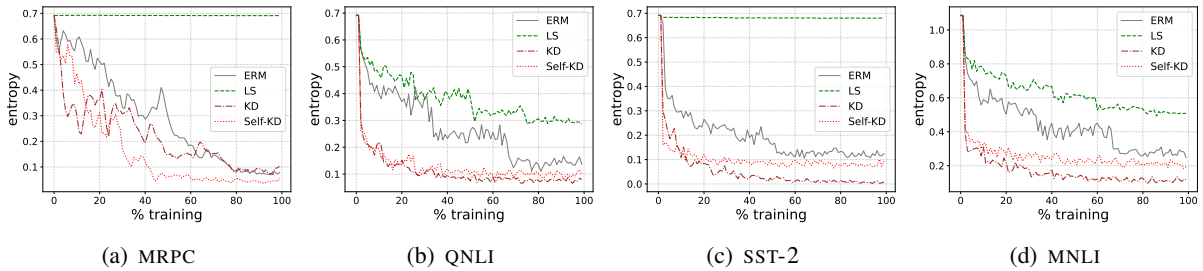 0.7
0.6
0.5
0.4
0.3
0.2
0.1
entropy
0 20 40 60 80 100
% training
ERM
LS
KD
Self-KD
(a) MRPC
0.7
0.6
0.5
0.4
0.3
0.2
0.1
entropy
0 20 40 60 80 100
% training
ERM
LS
KD
Self-KD
(b) QNLI
0.7
0.6
0.5
0.4
0.3
0.2
0.1
0.0
entropy
0 20 40 60 80 100
% training
ERM
LS
KD
Self-KD
(c) SST-2
1.0
0.8
0.6
0.4
0.2
entropy
0 20 40 60 80 100
% training
ERM
LS
KD
Self-KD
(d) MNLI